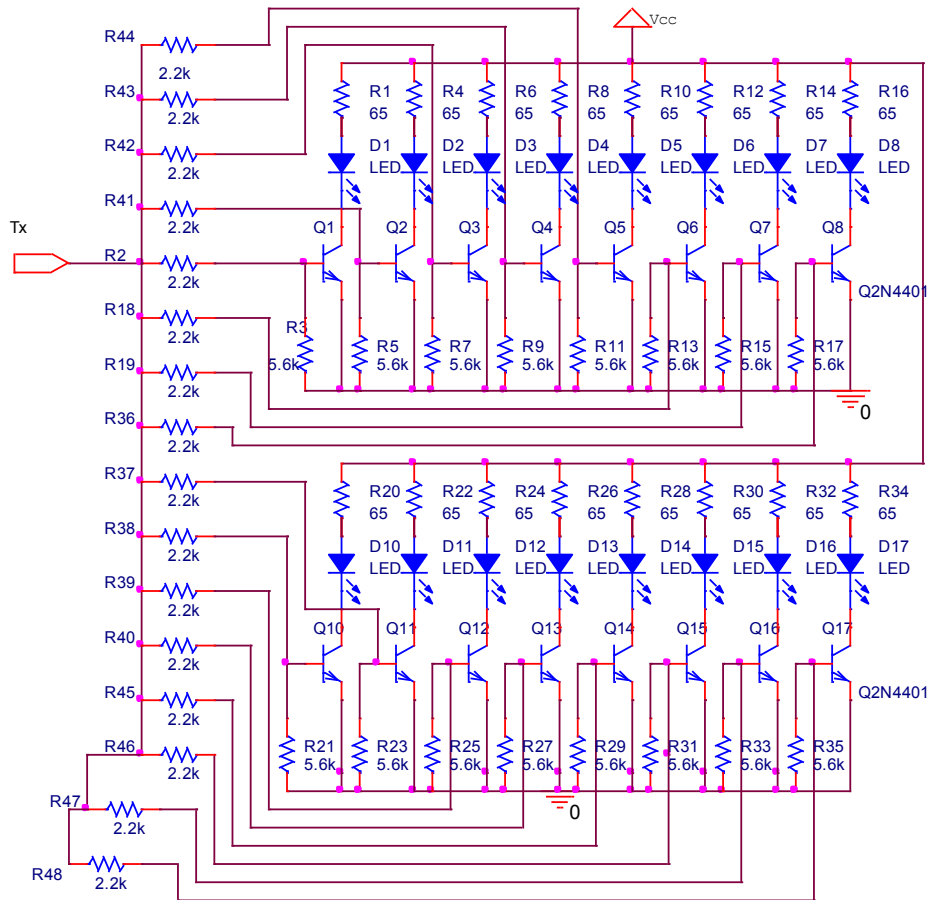 R44
Vcc
2.2k
R43
R1 R4 R6 R8 R10 R12 R14 R16
65 65 65 65 65 65 65 65
2.2k
R42
D1 D2 D3 D4 D5 D6 D7 D8
LED LED LED LED LED LED LED LED
2.2k
R41
2.2k
Tx
Q1 Q2 Q3 Q4 Q5 Q6 Q7 Q8
R2
2.2k
Q2N4401
R18
2.2k
R3 R5 R7 R9 R11 R13 R15 R17
5.6k 5.6k 5.6k 5.6k 5.6k 5.6k 5.6k 5.6k
R19
2.2k
0
R36
2.2k
R37
2.2k
R20 R22 R24 R26 R28 R30 R32 R34
65 65 65 65 65 65 65 65
R38
2.2k
D10 D11 D12 D13 D14 D15 D16 D17
LED LED LED LED LED LED LED LED
R39
2.2k
Q10 Q11 Q12 Q13 Q14 Q15 Q16 Q17
R40
2.2k
R45
Q2N4401
2.2k
R46
R21 R23 R25 R27 R29 R31 R33 R35
5.6k 5.6k 5.6k 5.6k 5.6k 5.6k 5.6k 5.6k
2.2k
R47
0
2.2k
R48
2.2k